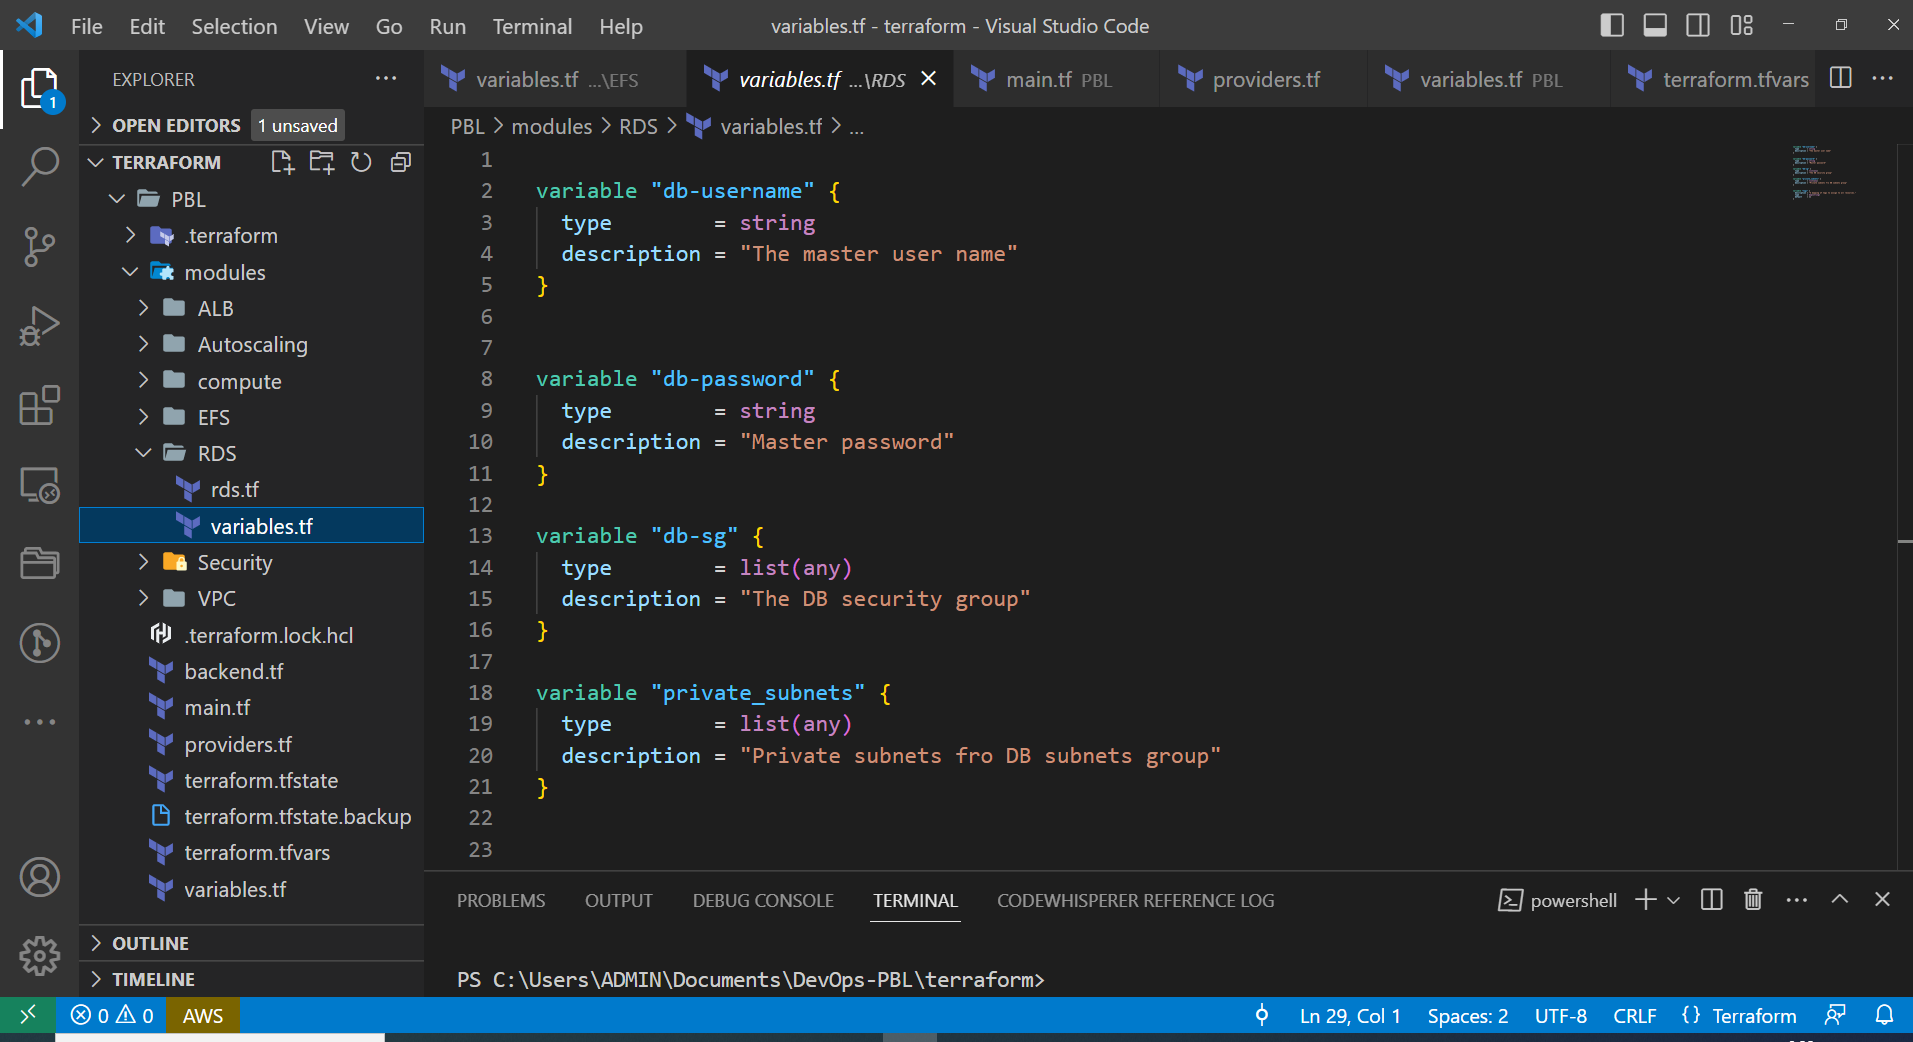 File Edit Selection View Go Run Terminal Help
variables.tf - terraform - Visual Studio Code
1
EXPLORER
OPEN EDITORS 1 unsaved
TERRAFORM
PBL
.terraform
modules
ALB
Autoscaling
compute
EFS
RDS
rds.tf
variables.tf
Security
VPC
.terraform.lock.hcl
backend.tf
main.tf
providers.tf
terraform.tfstate
terraform.tfstate.backup
terraform.tfvars
variables.tf
OUTLINE
TIMELINE
variables.tf ...\EFS variables.tf ...\RDS main.tf PBL providers.tf variables.tf PBL terraform.tfvars
PBL > modules > RDS > variables.tf > ...
1
2 variable "db-username" {
3 type = string
4 description = "The master user name"
5 }
6
7
8 variable "db-password" {
9 type = string
10 description = "Master password"
11 }
12
13 variable "db-sg" {
14 type = list(any)
15 description = "The DB security group"
16 }
17
18 variable "private_subnets" {
19 type = list(any)
20 description = "Private subnets fro DB subnets group"
21 }
22
23
PROBLEMS OUTPUT DEBUG CONSOLE TERMINAL CODEWHISPERER REFERENCE LOG powershell
PS C:\Users\ADMIN\Documents\DevOps-PBL\terraform>
0 0 AWS Ln 29, Col 1 Spaces: 2 UTF-8 CRLF {} Terraform